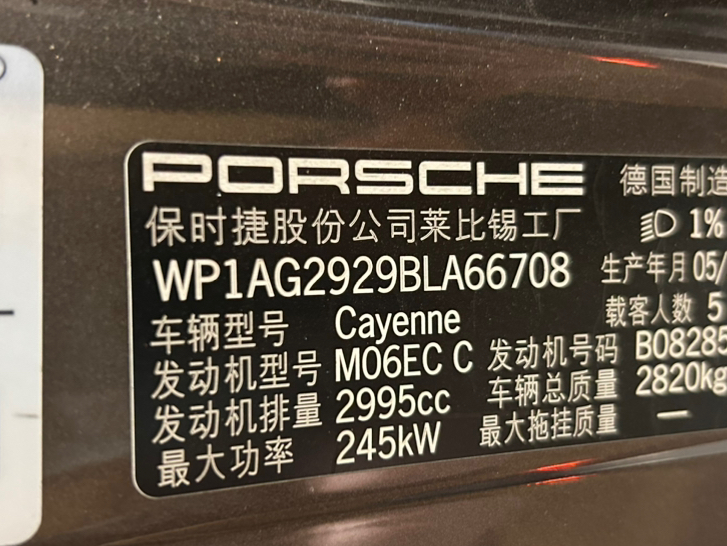 PORSCHE 德国制造
保时捷股份公司莱比锡工厂 1%
WP1AG2929BLA66708 生产年月 05/
载客人数 5
车辆型号 Cayenne
发动机型号 M06EC C 发动机号码 B08285
发动机排量 2995cc 车辆总质量 2820kg
最大功率 245kW 最大拖挂质量 —